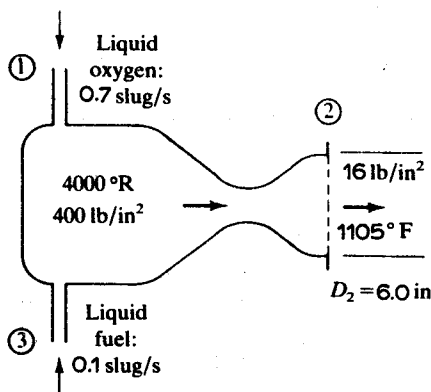 ①
Liquid
oxygen:
0.7 slug/s
②
4000 °R
400 lb/in²
16 lb/in²
1105° F
D₂ = 6.0 in
③
Liquid
fuel:
0.1 slug/s